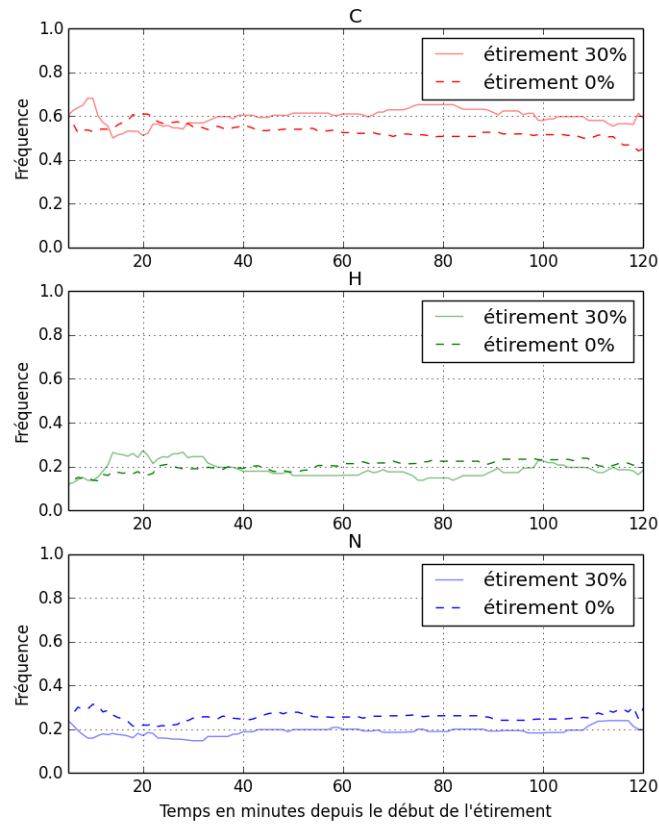 C
1.0
0.8
0.6
0.4
0.2
0.0
Fréquence
étirement 30%
étirement 0%
20 40 60 80 100 120
H
1.0
0.8
0.6
0.4
0.2
0.0
Fréquence
étirement 30%
étirement 0%
20 40 60 80 100 120
N
1.0
0.8
0.6
0.4
0.2
0.0
Fréquence
étirement 30%
étirement 0%
20 40 60 80 100 120
Temps en minutes depuis le début de l'étirement